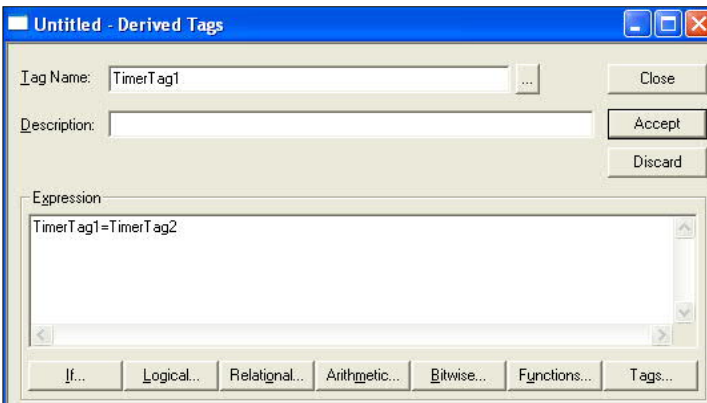 Untitled - Derived Tags
Tag Name: TimerTag1 ... Close
Description: Accept
Discard
Expression
TimerTag1=TimerTag2
If... Logical... Relational... Arithmetic... Bitwise... Functions... Tags...